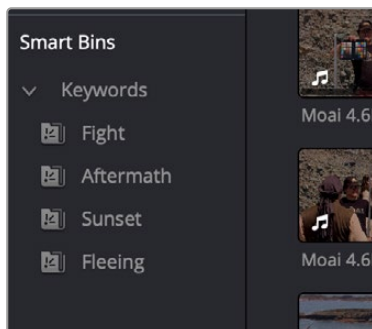 Smart Bins
Keywords
Fight
Aftermath
Sunset
Fleeing
Moai 4.6
Moai 4.6